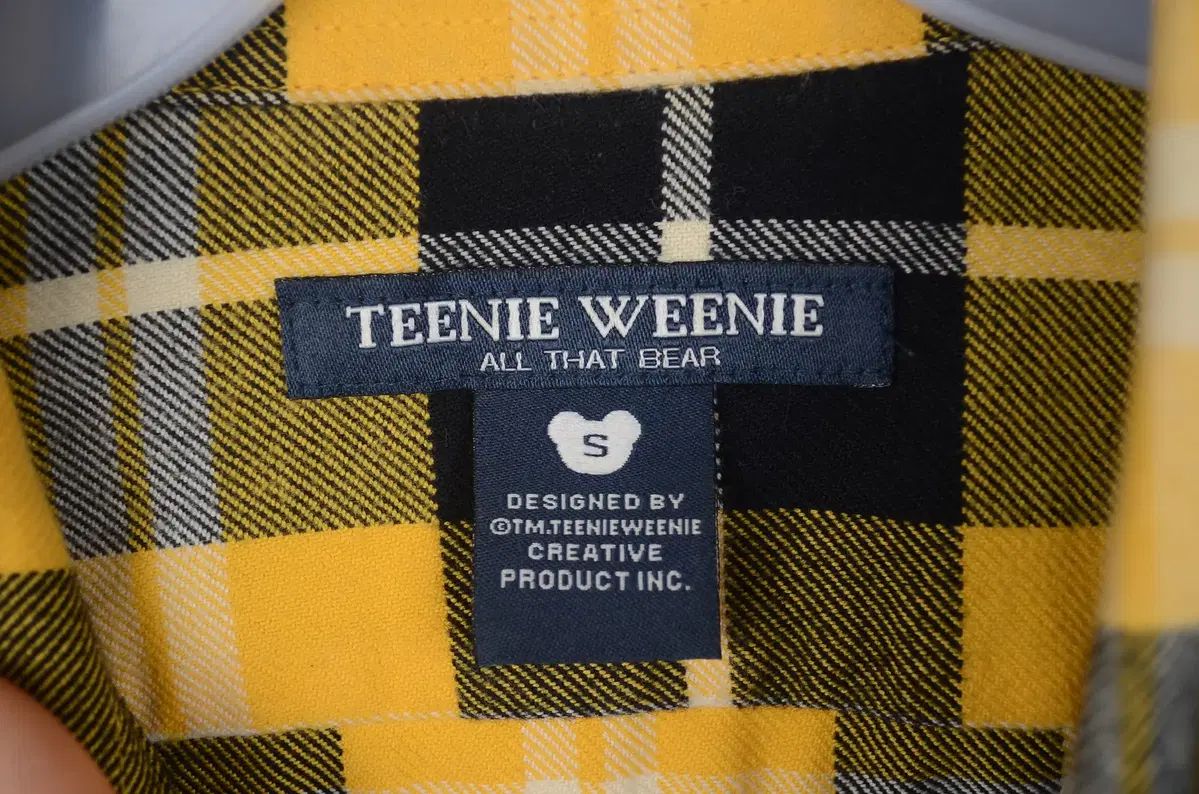 TEENIE WEENIE
ALL THAT BEAR
S
DESIGNED BY
©TM.TEENIEWEENIE
CREATIVE
PRODUCT INC.